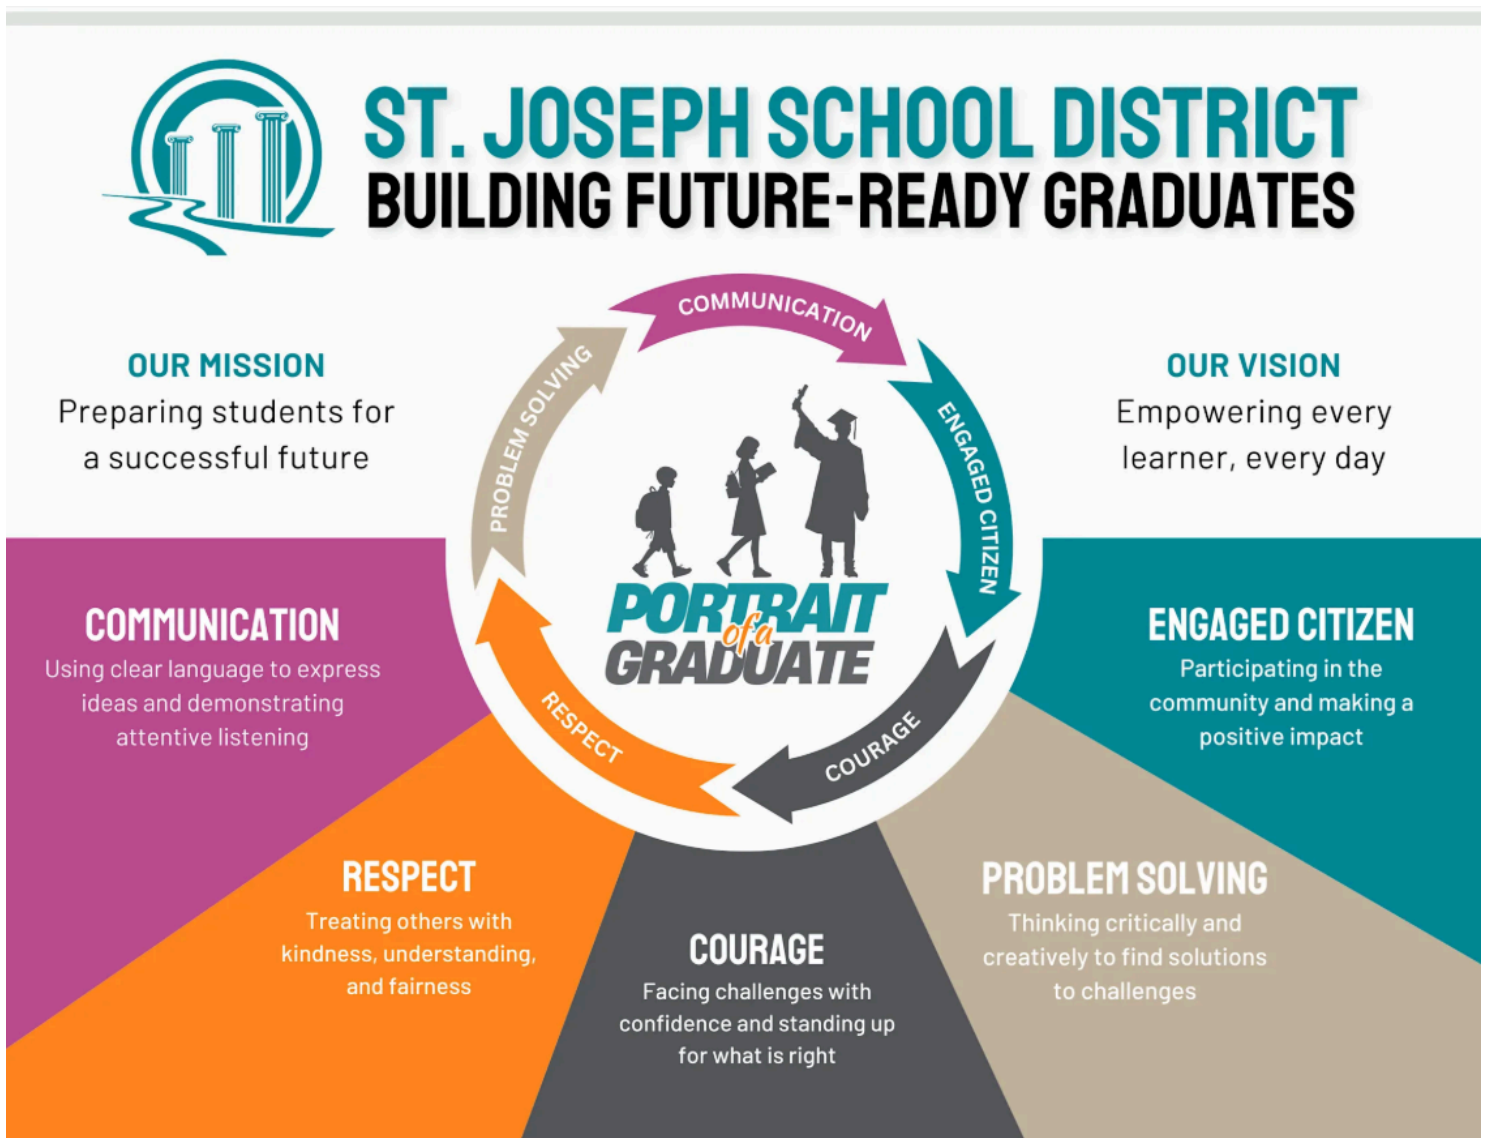 ST. JOSEPH SCHOOL DISTRICT
BUILDING FUTURE-READY GRADUATES
OUR MISSION
Preparing students for
a successful future
COMMUNICATION
ENGAGED CITIZEN
COURAGE
RESPECT
PROBLEM SOLVING
PORTRAIT
of a
GRADUATE
OUR VISION
Empowering every
learner, every day
COMMUNICATION
Using clear language to express
ideas and demonstrating
attentive listening
RESPECT
Treating others with
kindness, understanding,
and fairness
COURAGE
Facing challenges with
confidence and standing up
for what is right
PROBLEM SOLVING
Thinking critically and
creatively to find solutions
to challenges
ENGAGED CITIZEN
Participating in the
community and making a
positive impact